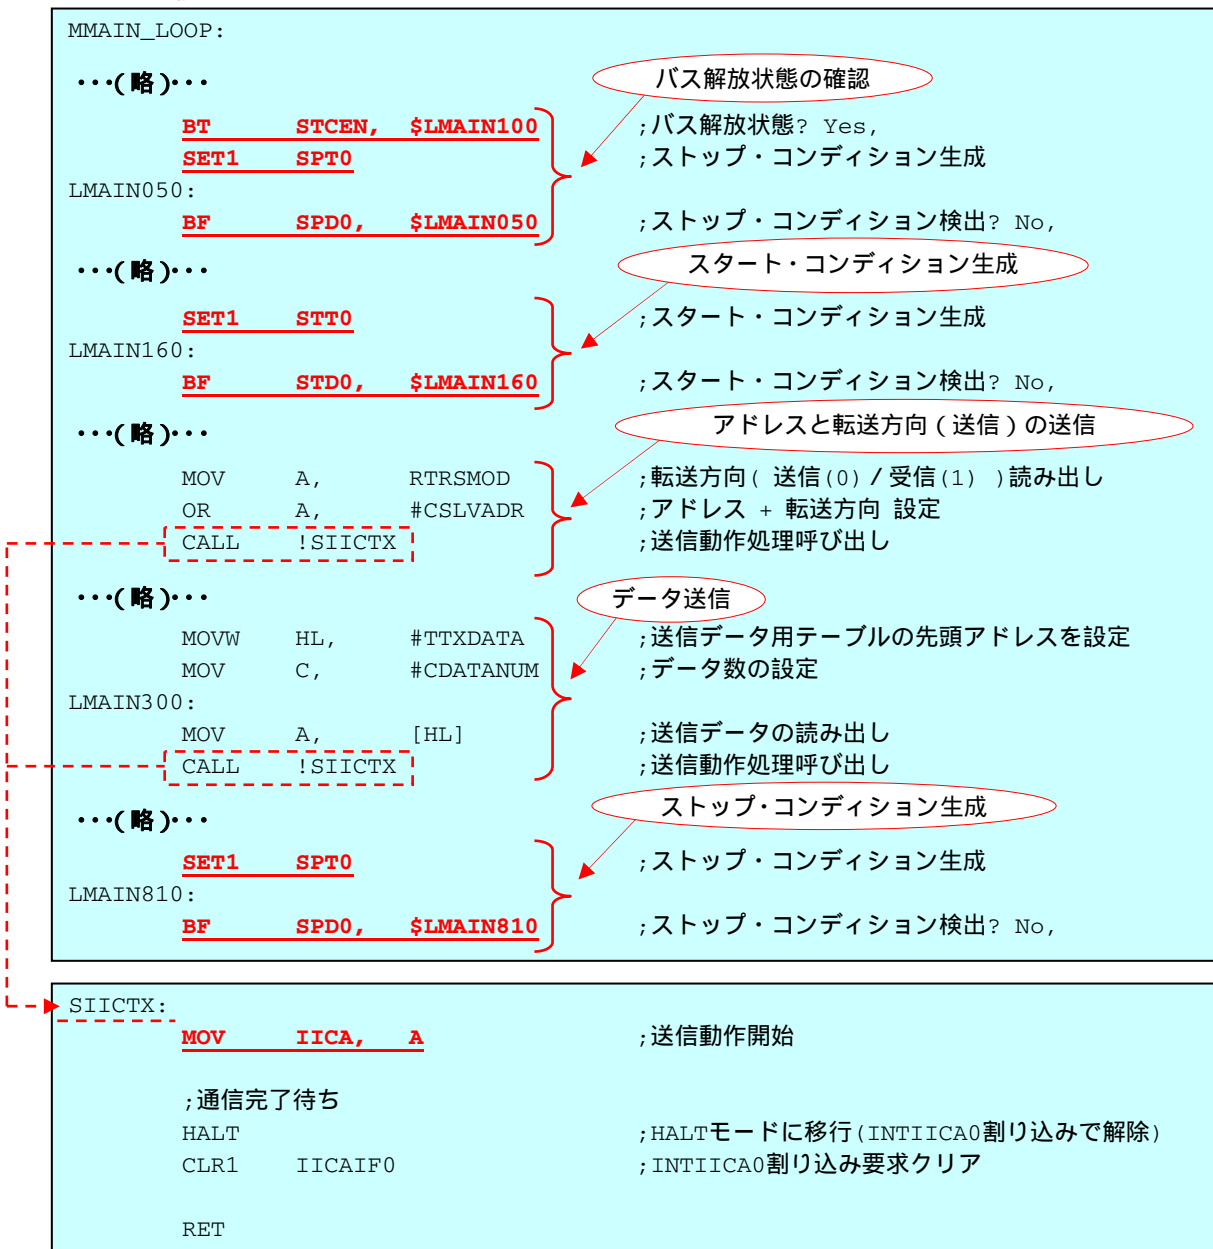 MMAIN_LOOP:
・・・( 略 )・・・
バス解放状態の確認
BT STCEN, $LMAIN100 ;バス解放状態? Yes,
SET1 SPT0 ;ストップ・コンディション生成
LMAIN050:
BF SPD0, $LMAIN050 ;ストップ・コンディション検出? No,
・・・( 略 )・・・
スタート・コンディション生成
SET1 STT0 ;スタート・コンディション生成
LMAIN160:
BF STD0, $LMAIN160 ;スタート・コンディション検出? No,
・・・( 略 )・・・
アドレスと転送方向 ( 送信 ) の送信
MOV A, RTRSMOD ;転送方向( 送信(0) / 受信(1) )読み出し
OR A, #CSLVADR ;アドレス + 転送方向 設定
CALL !SIICTX ;送信動作処理呼び出し
・・・( 略 )・・・
データ送信
MOVW HL, #TTXDATA ;送信データ用テーブルの先頭アドレスを設定
MOV C, #CDATANUM ;データ数の設定
LMAIN300:
MOV A, [HL] ;送信データの読み出し
CALL !SIICTX ;送信動作処理呼び出し
・・・( 略 )・・・
ストップ・コンディション生成
SET1 SPT0 ;ストップ・コンディション生成
LMAIN810:
BF SPD0, $LMAIN810 ;ストップ・コンディション検出? No,
SIICTX:
MOV IICA, A ;送信動作開始
;通信完了待ち
HALT ;HALTモードに移行(INTIICA0割り込みで解除)
CLR1 IICAIF0 ;INTIICA0割り込み要求クリア
RET